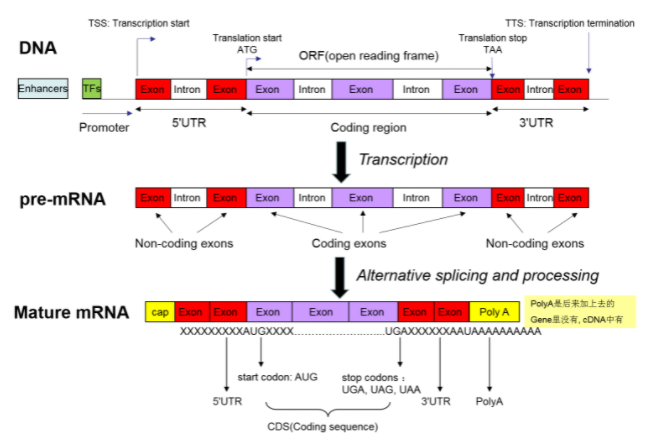 TSS: Transcription start
TTS: Transcription termination
DNA
Translation start
ATG
ORF(open reading frame)
Translation stop
TAA
Enhancers TFs Exon Intron Exon Exon Intron Exon Intron Exon Exon Intron Exon
Promoter 5'UTR Coding region 3'UTR
Transcription
pre-mRNA Exon Intron Exon Exon Intron Exon Intron Exon Exon Intron Exon
Non-coding exons Coding exons Non-coding exons
Alternative splicing and processing
Mature mRNA cap Exon Exon Exon Exon Exon Exon Exon Poly A
PolyA是后来加上去的
Gene里没有, cDNA中有
XXXXXXXXXAUGXXXX...................... UGAXXXXXXAAUAAAAAAAAAA
start codon: AUG stop codons :
UGA, UAG, UAA
5'UTR 3'UTR PolyA
CDS(Coding sequence)